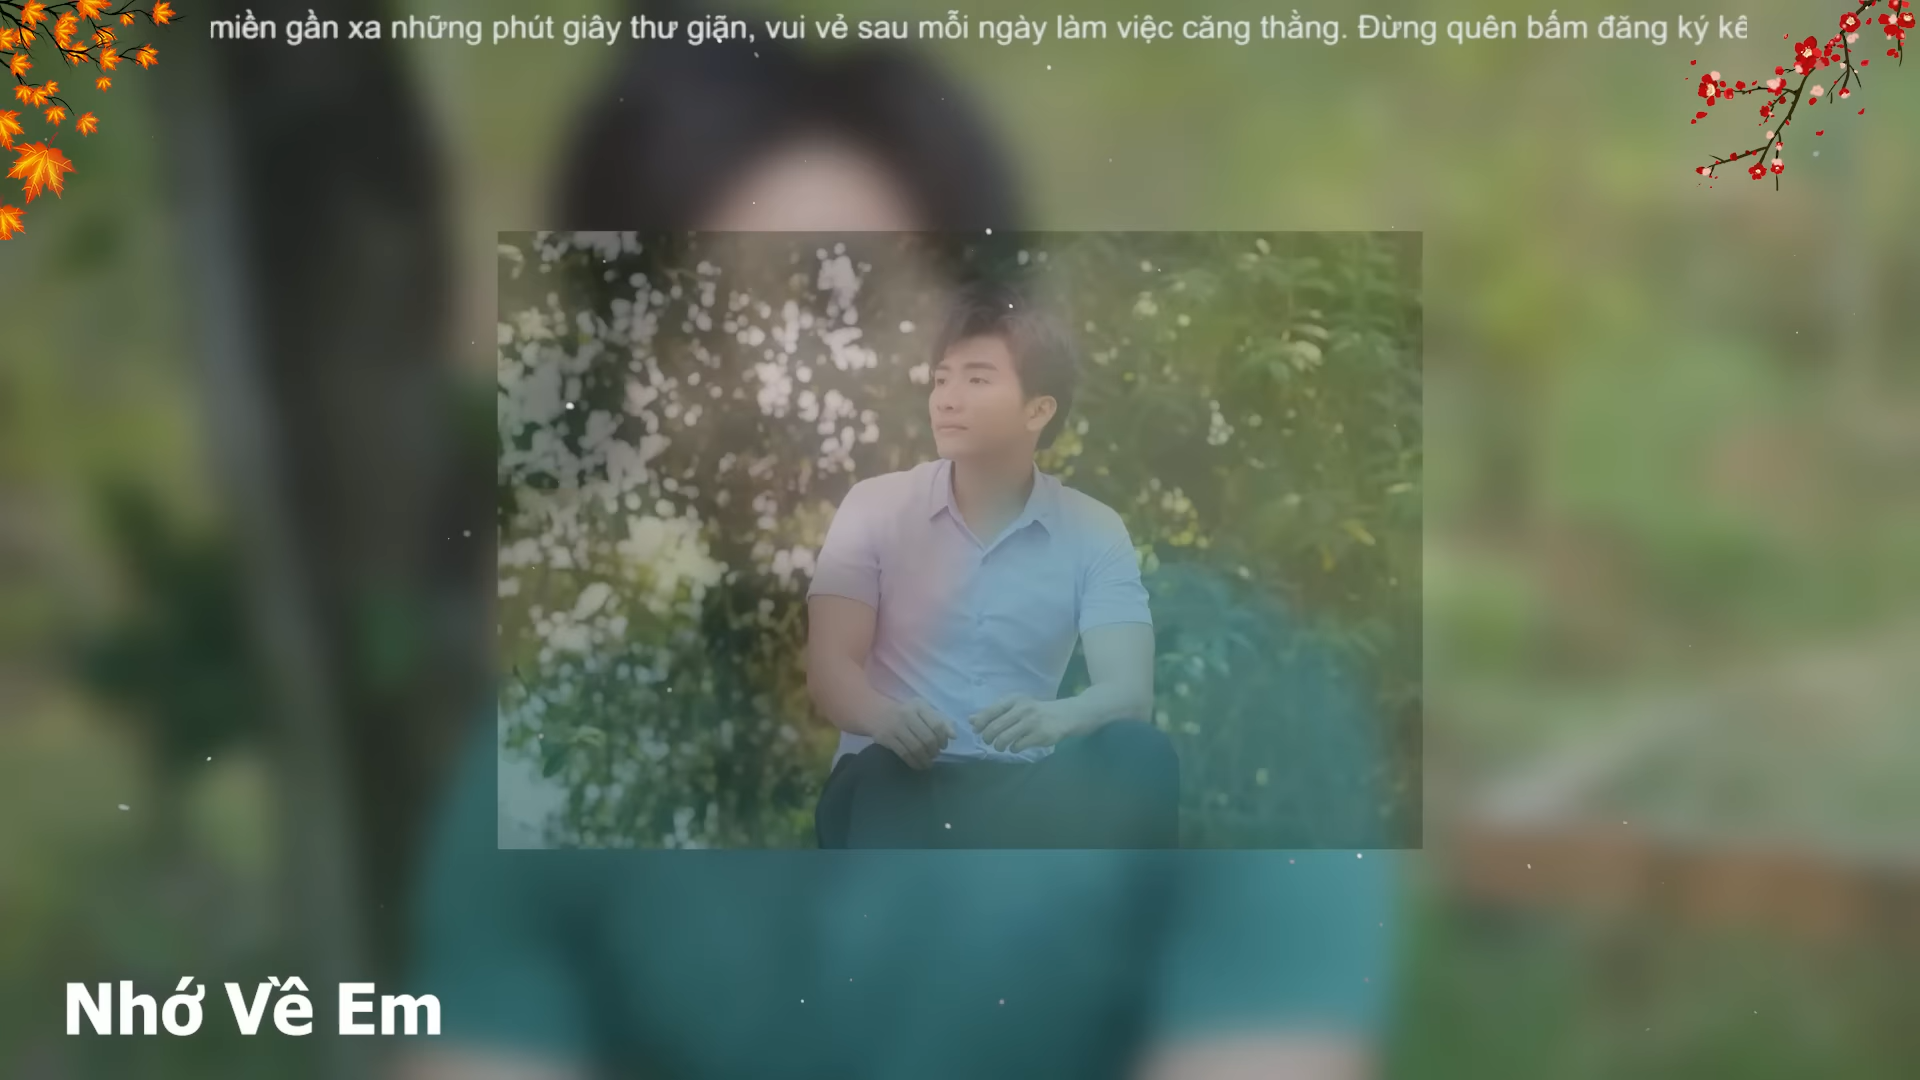 miền gần xa những phút giây thư giãn, vui vẻ sau mỗi ngày làm việc căng thẳng. Đừng quên bấm đăng ký kê
Nhớ Về Em